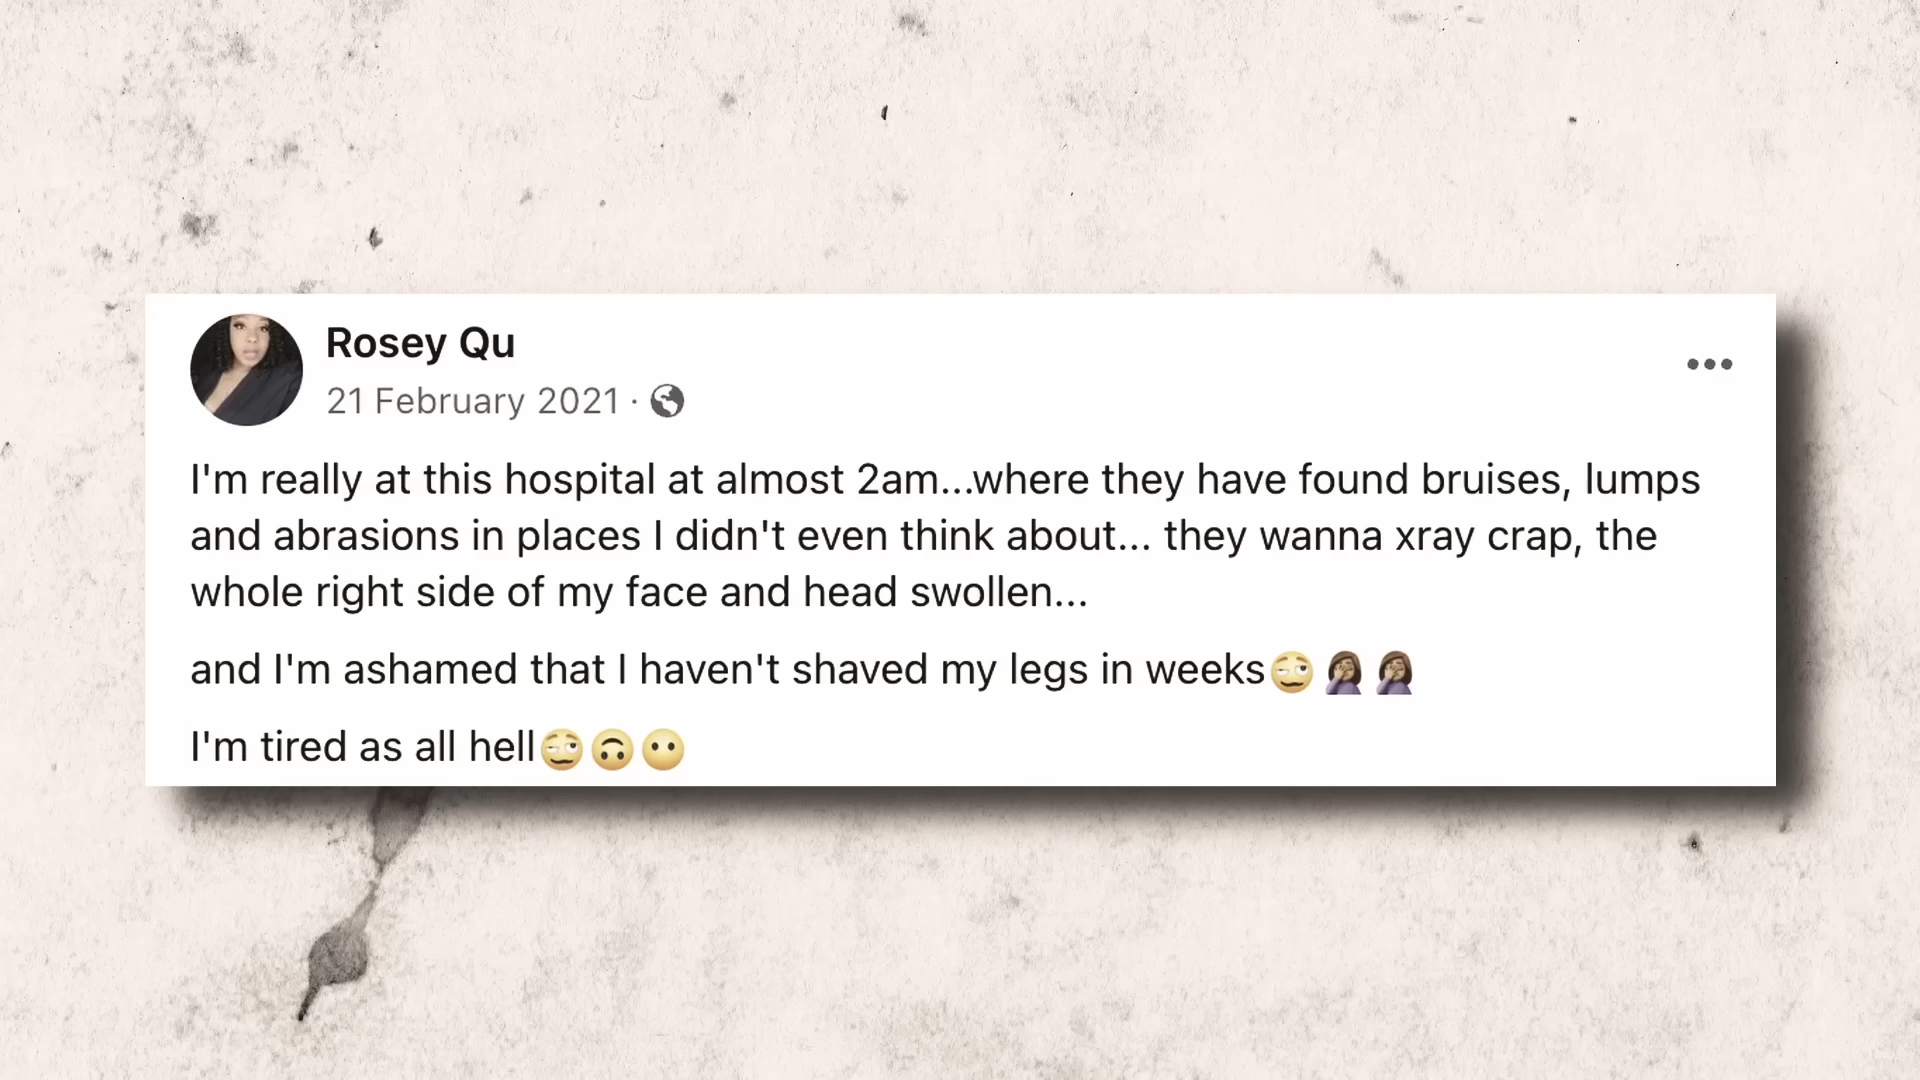 Rosey Qu
21 February 2021 ·
I'm really at this hospital at almost 2am...where they have found bruises, lumps
and abrasions in places I didn't even think about... they wanna xray crap, the
whole right side of my face and head swollen...
and I'm ashamed that I haven't shaved my legs in weeks🥴🤦🏽‍♀️🤦🏽‍♀️
I'm tired as all hell🥴🙃😶